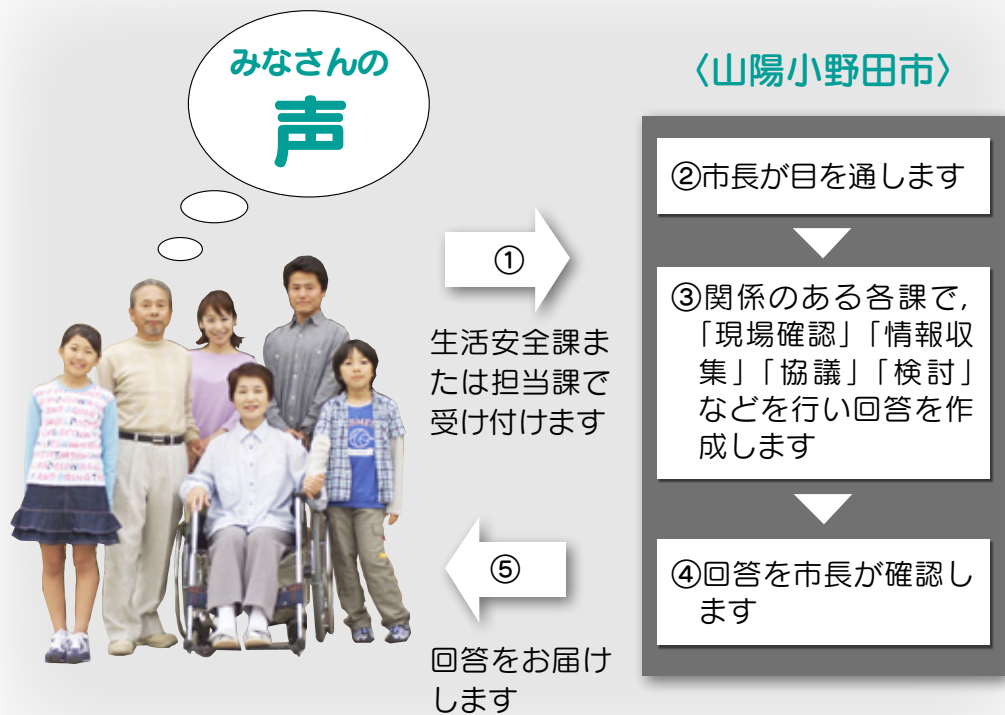 みなさんの
声
〈山陽小野田市〉
①
生活安全課ま
たは担当課で
受け付けます
②市長が目を通します
③関係のある各課で,
「現場確認」「情報収
集」「協議」「検討」
などを行い回答を作
成します
④回答を市長が確認し
ます
⑤
回答をお届け
します